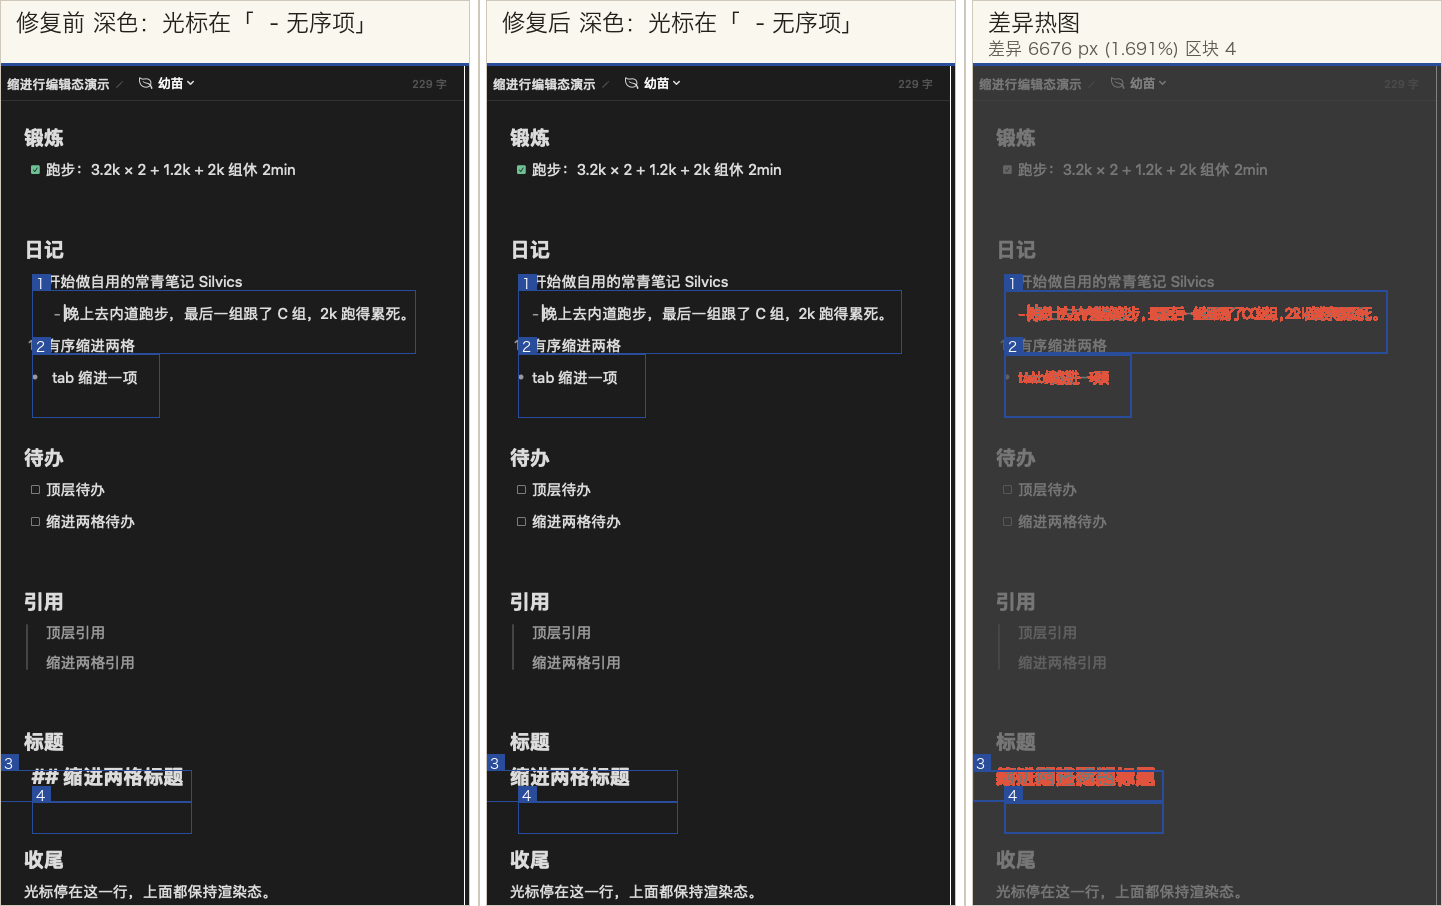 修复前 深色：光标在「  - 无序项」
缩进行编辑态演示 幼苗 229 字
锻炼
跑步：3.2k × 2 + 1.2k + 2k 组休 2min
日记
1 开始做自用的常青笔记 Silvics
- 晚上去内道跑步，最后一组跟了 C 组，2k 跑得累死。
2 有序缩进两格
• tab 缩进一项
待办
顶层待办
缩进两格待办
引用
顶层引用
缩进两格引用
标题
3
## 缩进两格标题
4
收尾
光标停在这一行，上面都保持渲染态。
修复后 深色：光标在「  - 无序项」
缩进行编辑态演示 幼苗 229 字
锻炼
跑步：3.2k × 2 + 1.2k + 2k 组休 2min
日记
1 开始做自用的常青笔记 Silvics
- 晚上去内道跑步，最后一组跟了 C 组，2k 跑得累死。
2 有序缩进两格
• tab 缩进一项
待办
顶层待办
缩进两格待办
引用
顶层引用
缩进两格引用
标题
3
缩进两格标题
4
收尾
光标停在这一行，上面都保持渲染态。
差异热图
差异 6676 px (1.691%) 区块 4
缩进行编辑态演示 幼苗 229 字
锻炼
跑步：3.2k × 2 + 1.2k + 2k 组休 2min
日记
1 开始做自用的常青笔记 Silvics
2 有序缩进两格
待办
顶层待办
缩进两格待办
引用
顶层引用
缩进两格引用
标题
3
4
收尾
光标停在这一行，上面都保持渲染态。